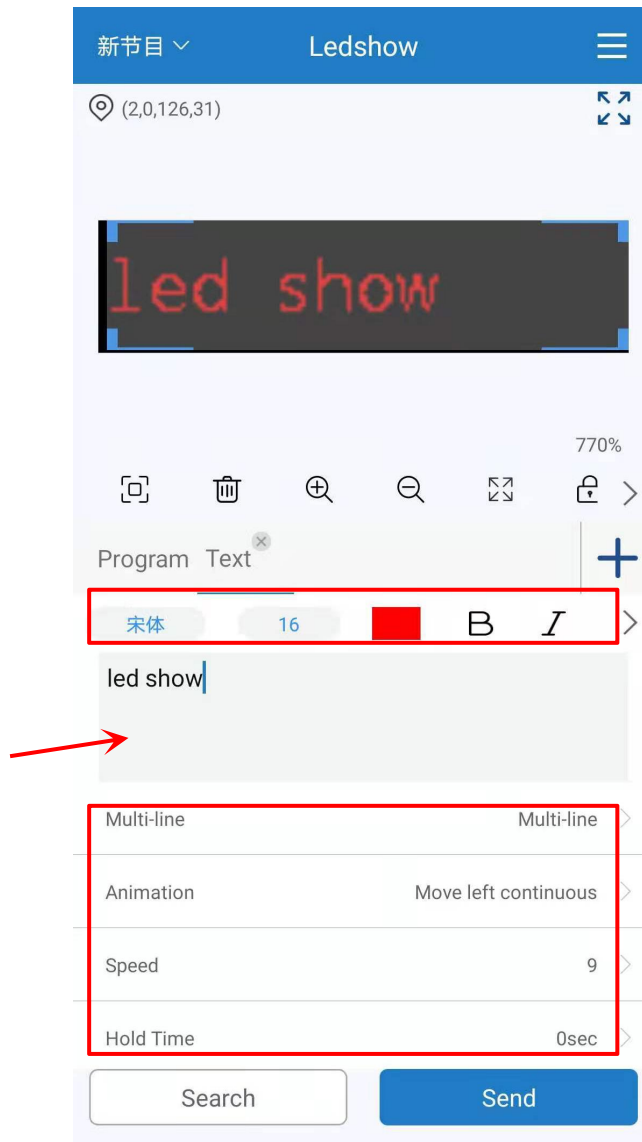 新节目 Ledshow
(2,0,126,31)
led show
770%
Program Text
宋体 16 B I
led show
Multi-line Multi-line
Animation Move left continuous
Speed 9
Hold Time 0sec
Search Send